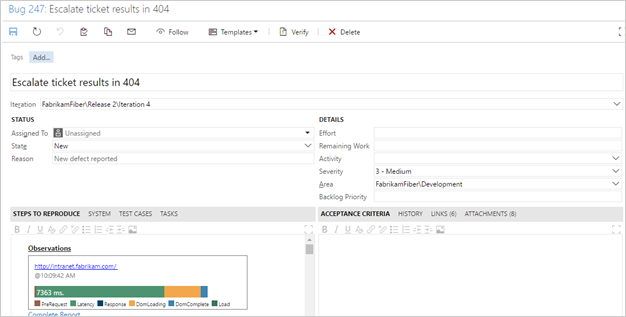 Bug 247: Escalate ticket results in 404
Follow Templates Verify Delete
Tags Add...
Escalate ticket results in 404
Iteration FabrikamFiber\Release 2\Iteration 4
STATUS
Assigned To Unassigned
State New
Reason New defect reported
DETAILS
Effort
Remaining Work
Activity
Severity 3 - Medium
Area FabrikamFiber\Development
Backlog Priority
STEPS TO REPRODUCE SYSTEM TEST CASES TASKS
B I U
Observations
http://intranet.fabrikam.com/
@10:09:42 AM
7363 ms.
PreRequest Latency Response DomLoading DomComplete Load
Complete Report
ACCEPTANCE CRITERIA HISTORY LINKS (6) ATTACHMENTS (8)
B I U